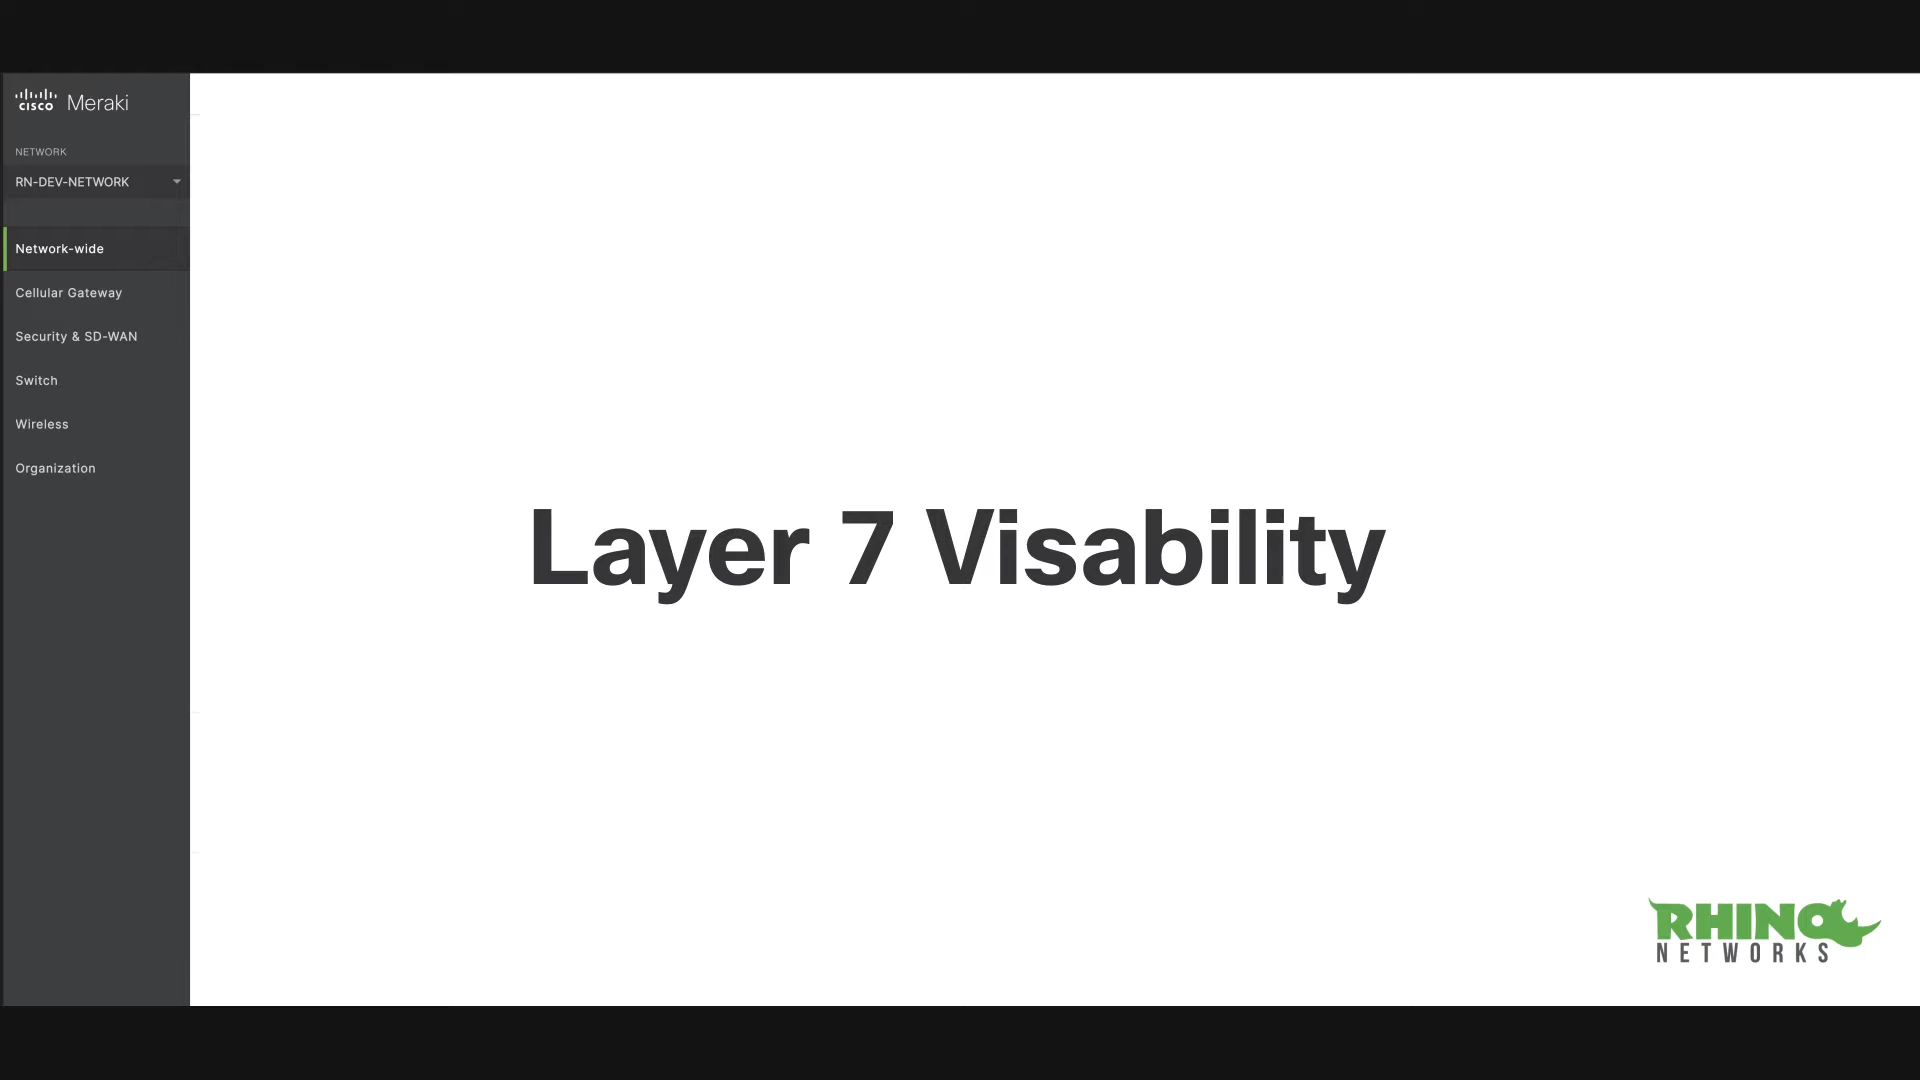 CISCO Meraki
NETWORK
RN-DEV-NETWORK
Network-wide
Cellular Gateway
Security & SD-WAN
Switch
Wireless
Organization
Layer 7 Visability
RHINO
NETWORKS